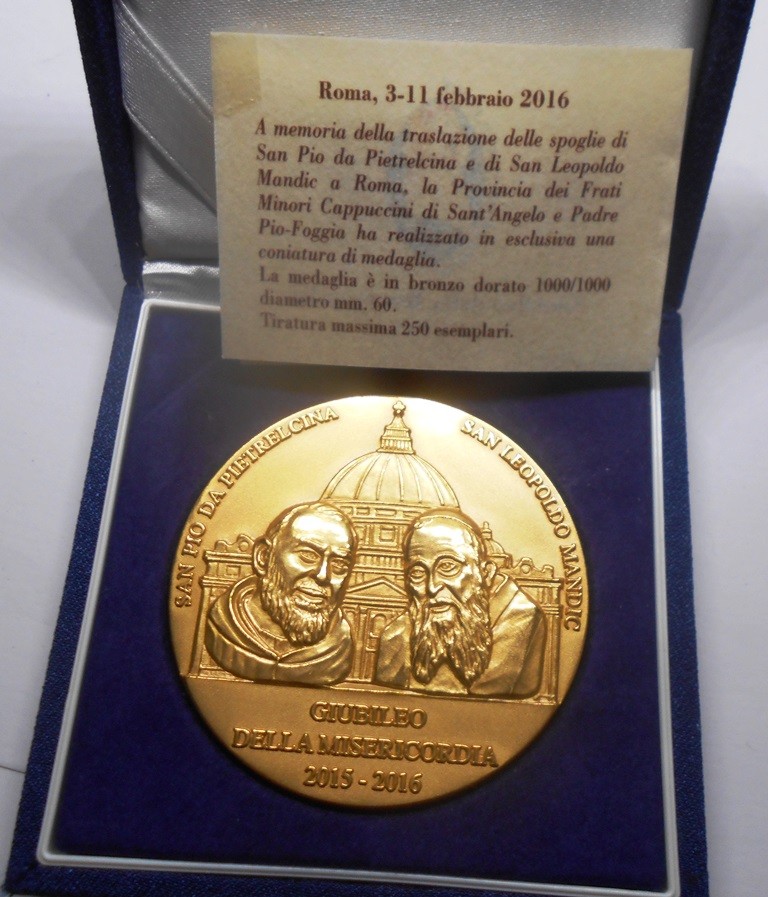 Roma, 3-11 febbraio 2016
A memoria della traslazione delle spoglie di
San Pio da Pietrelcina e di San Leopoldo
Mandic a Roma, la Provincia dei Frati
Minori Cappuccini di Sant'Angelo e Padre
Pio-Foggia ha realizzato in esclusiva una
coniatura di medaglia.
La medaglia è in bronzo dorato 1000/1000
diametro mm. 60.
Tiratura massima 250 esemplari.
SAN PIO DA PIETRELCINA
SAN LEOPOLDO MANDIC
GIUBILEO
DELLA MISERICORDIA
2015 - 2016